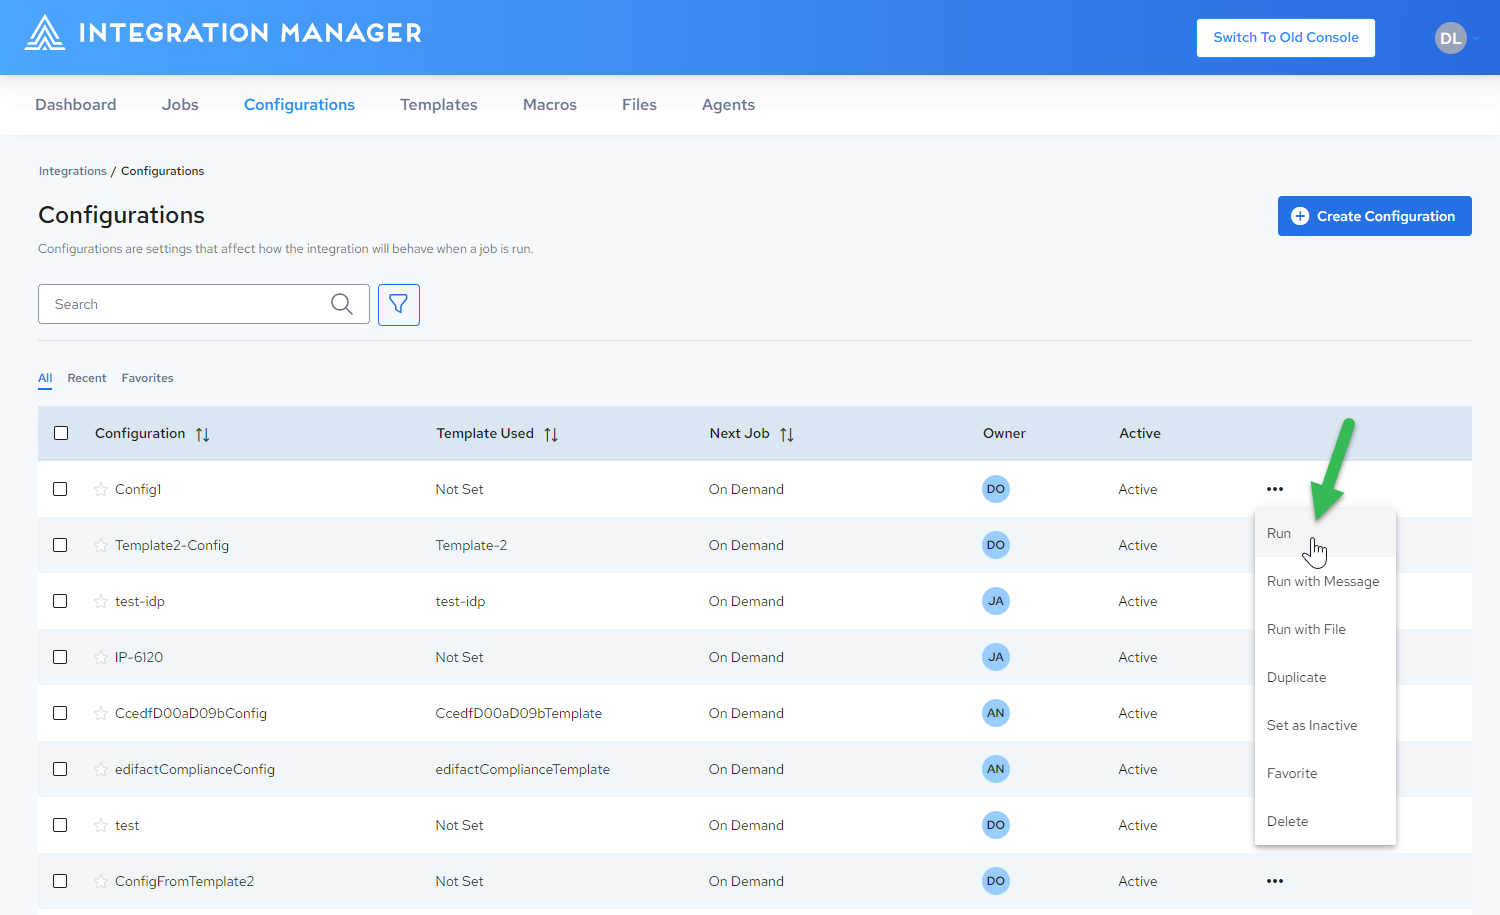 INTEGRATION MANAGER
Switch To Old Console
DL
Dashboard Jobs Configurations Templates Macros Files Agents
Integrations / Configurations
Configurations
Create Configuration
Configurations are settings that affect how the integration will behave when a job is run.
Search
All Recent Favorites
Configuration Template Used Next Job Owner Active
Config1 Not Set On Demand DO Active
Template2-Config Template-2 On Demand DO Active
test-idp test-idp On Demand JA Active
IP-6120 Not Set On Demand JA Active
CcedfD00aD09bConfig CcedfD00aD09bTemplate On Demand AN Active
edifactComplianceConfig edifactComplianceTemplate On Demand AN Active
test Not Set On Demand DO Active
ConfigFromTemplate2 Not Set On Demand DO Active
Run
Run with Message
Run with File
Duplicate
Set as Inactive
Favorite
Delete